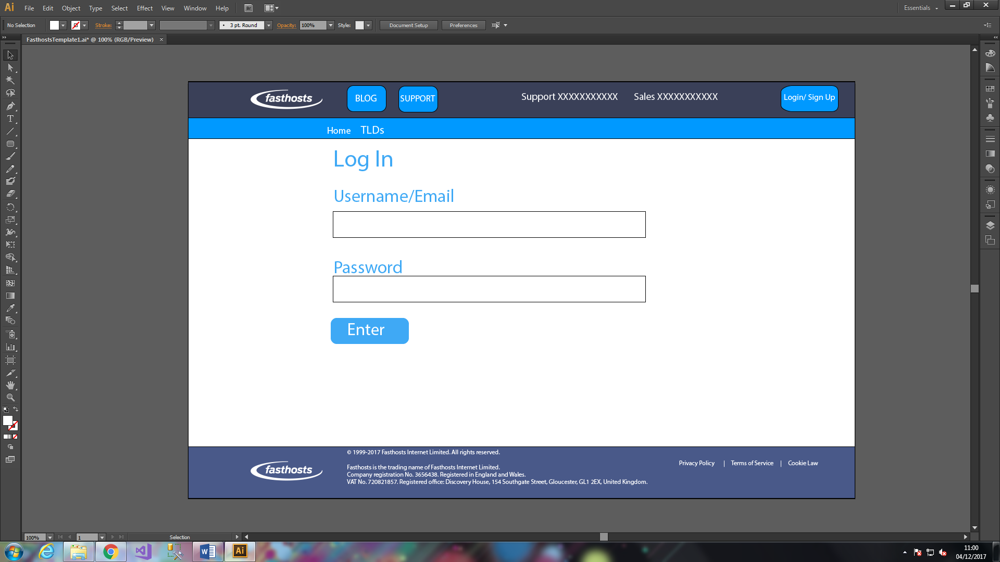 Ai File Edit Object Type Select Effect View Window Help Br Essentials
No Selection Stroke: 3 pt. Round Opacity: 100% Style: Document Setup Preferences
FasthostsTemplate1.ai* @ 100% (RGB/Preview) ×
fasthosts BLOG SUPPORT Support XXXXXXXXXXX Sales XXXXXXXXXXX Login/ Sign Up
Home TLDs
Log In
Username/Email
Password
Enter
© 1999-2017 Fasthosts Internet Limited. All rights reserved.
Privacy Policy | Terms of Service | Cookie Law
fasthosts
Fasthosts is the trading name of Fasthosts Internet Limited.
Company registration No. 3656438. Registered in England and Wales.
VAT No. 720821857. Registered office: Discovery House, 154 Southgate Street, Gloucester, GL1 2EX, United Kingdom.
100% 1 Selection
Ai
11:00
04/12/2017